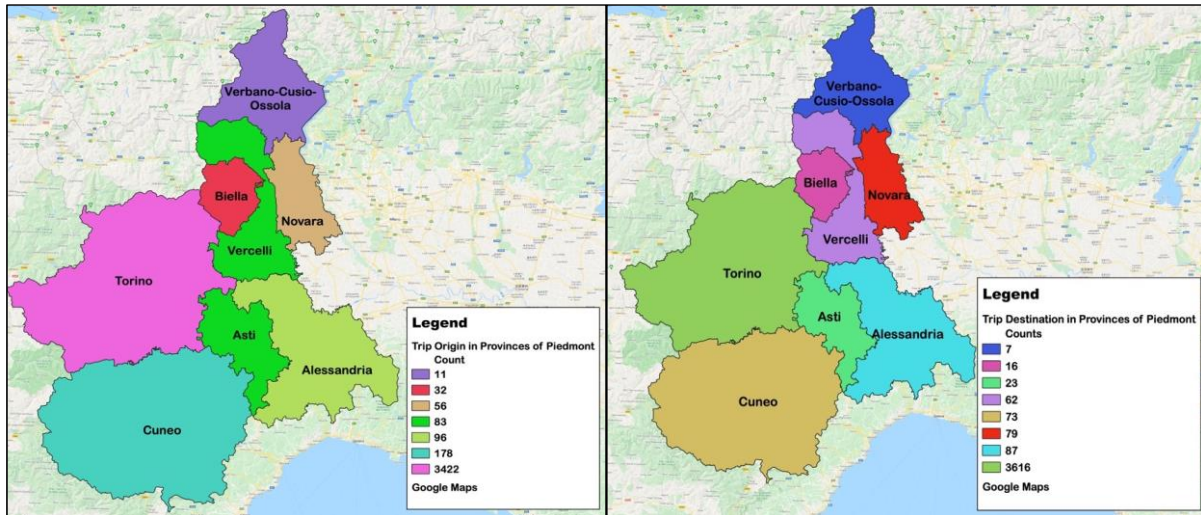 Verbano-Cusio-
Ossola
Biella
Novara
Vercelli
Torino
Asti
Alessandria
Cuneo
Legend
Trip Origin in Provinces of Piedmont
Count
11
32
56
83
96
178
3422
Google Maps
Verbano-
Cusio-Ossola
Biella
Novara
Vercelli
Torino
Asti
Alessandria
Cuneo
Legend
Trip Destination in Provinces of Piedmont
Counts
7
16
23
62
73
79
87
3616
Google Maps